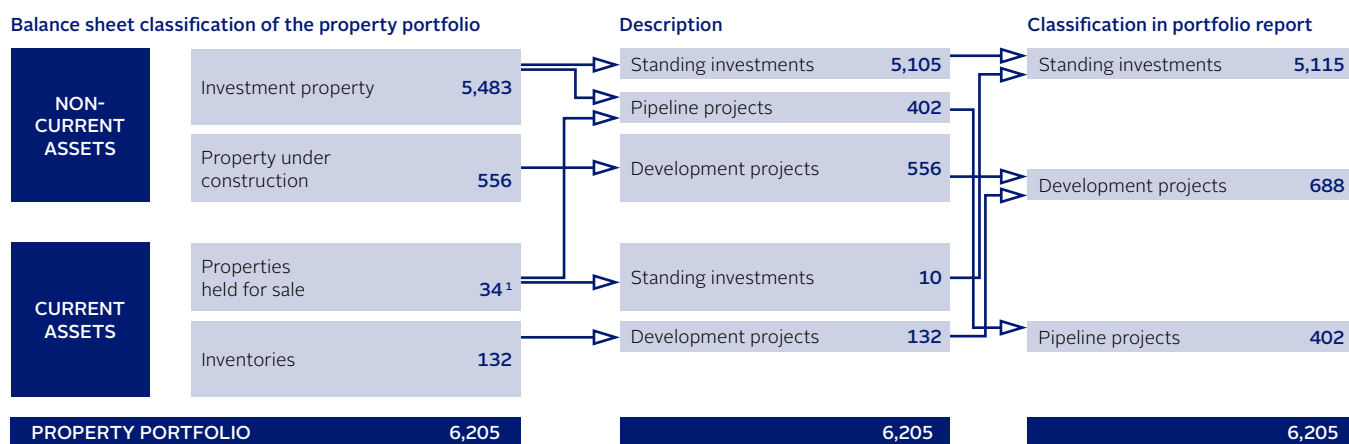 Balance sheet classification of the property portfolio
Description
Classification in portfolio report
NON-
CURRENT
ASSETS
Investment property 5,483
Property under
construction 556
Standing investments 5,105
Pipeline projects 402
Development projects 556
Standing investments 5,115
Development projects 688
CURRENT
ASSETS
Properties
held for sale 34¹
Inventories 132
Standing investments 10
Development projects 132
Pipeline projects 402
PROPERTY PORTFOLIO 6,205
6,205
6,205